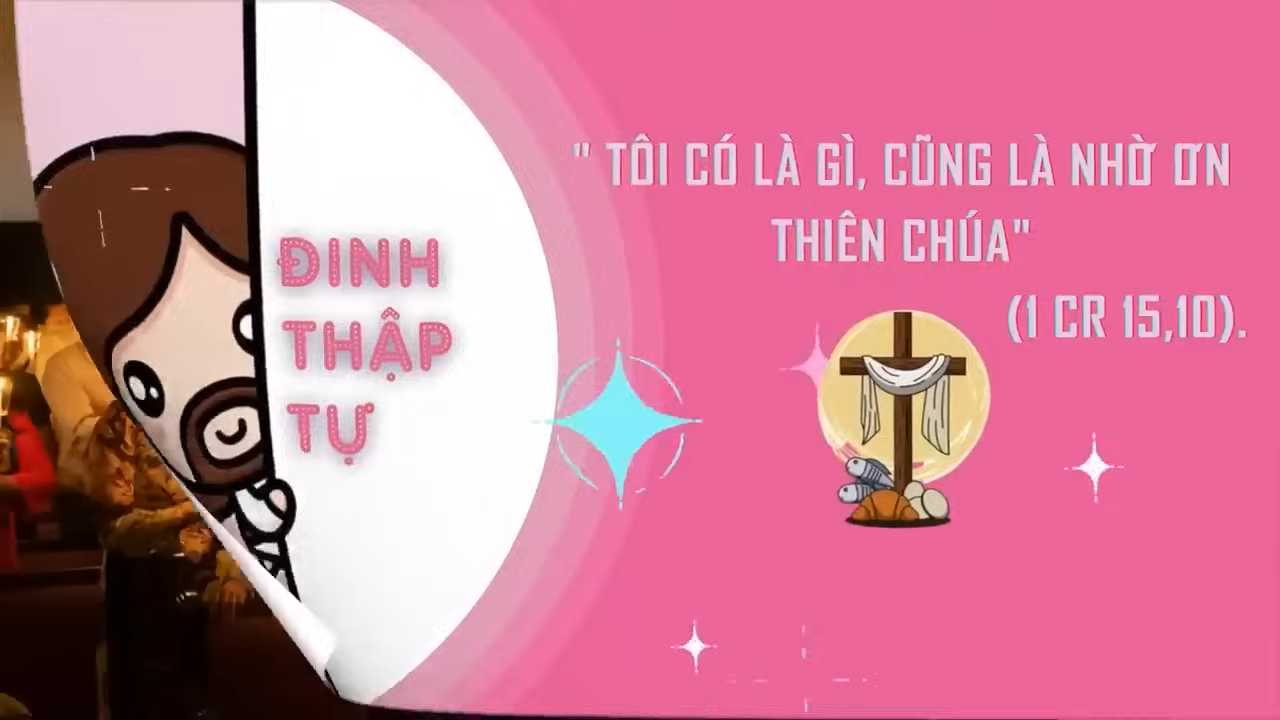 ĐINH
THẬP
TỰ
" TÔI CÓ LÀ GÌ, CŨNG LÀ NHỜ ƠN
THIÊN CHÚA"
(1 CR 15,10).